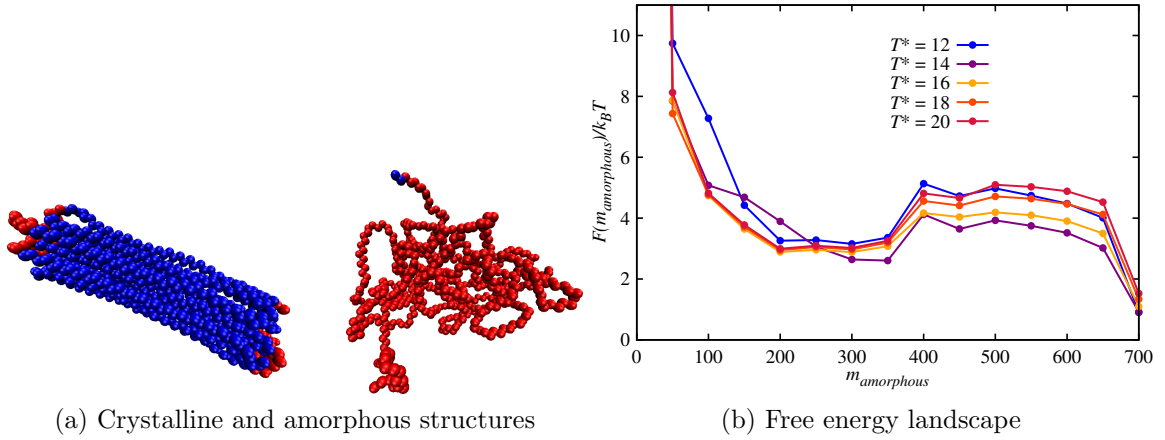 10
8
6
4
2
0
F(m_amorphous)/k_BT
T* = 12
T* = 14
T* = 16
T* = 18
T* = 20
0 100 200 300 400 500 600 700
m_amorphous
(a) Crystalline and amorphous structures
(b) Free energy landscape